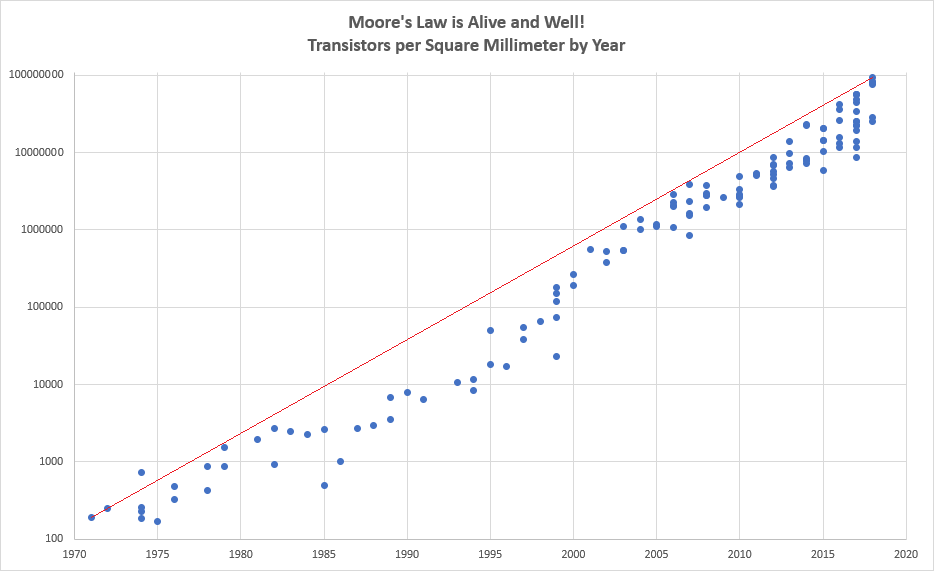 Moore's Law is Alive and Well!
Transistors per Square Millimeter by Year
100000000
10000000
1000000
100000
10000
1000
100
1970 1975 1980 1985 1990 1995 2000 2005 2010 2015 2020